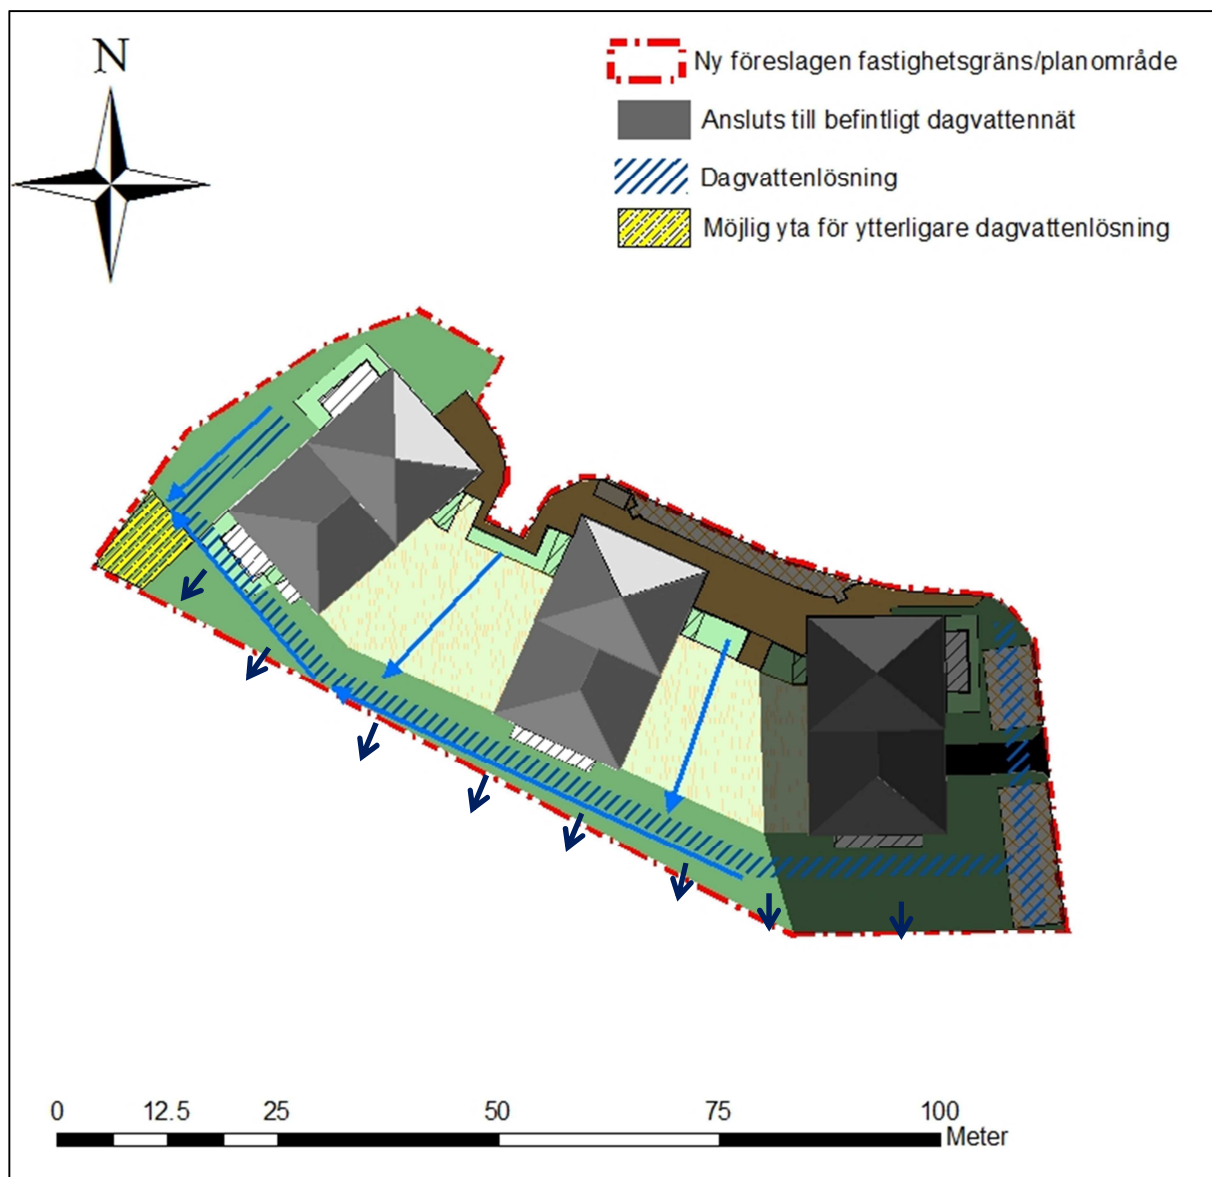 N
Ny föreslagen fastighetsgräns/planområde
Ansluts till befintligt dagvattennät
Dagvattenlösning
Möjlig yta för ytterligare dagvattenlösning
0 12.5 25 50 75 100
Meter